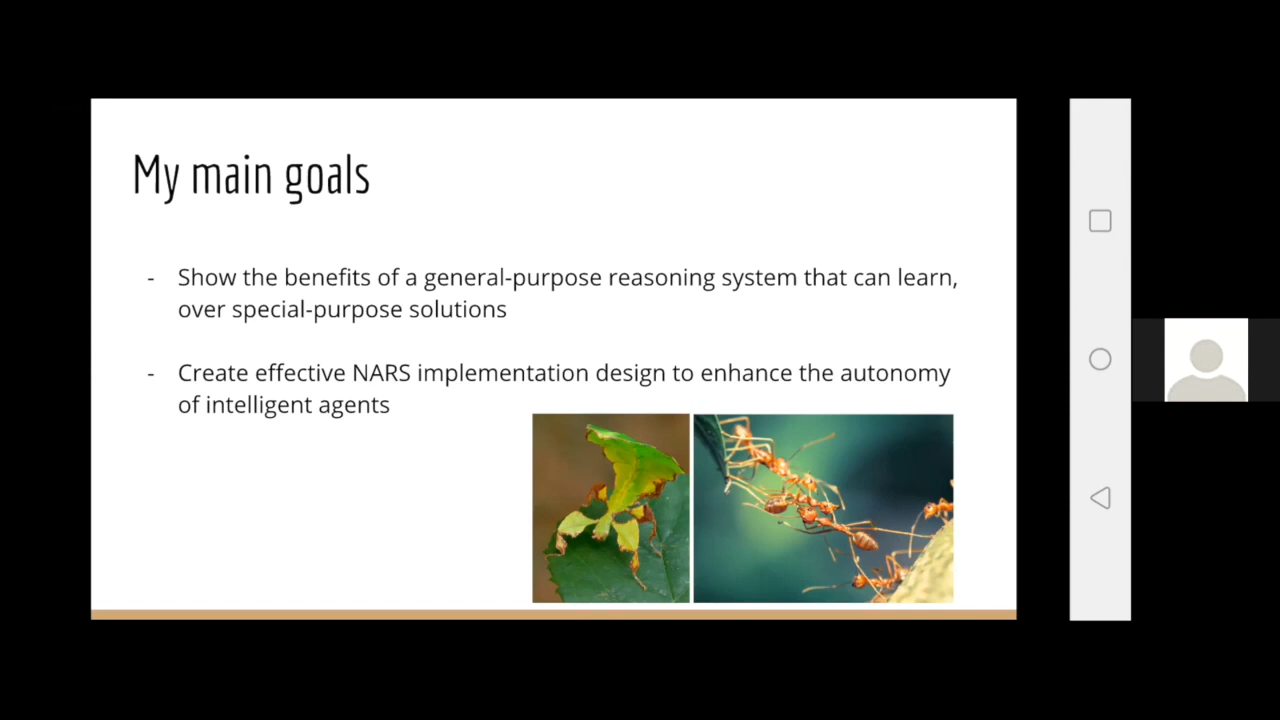 My main goals
- Show the benefits of a general-purpose reasoning system that can learn,
over special-purpose solutions
- Create effective NARS implementation design to enhance the autonomy
of intelligent agents